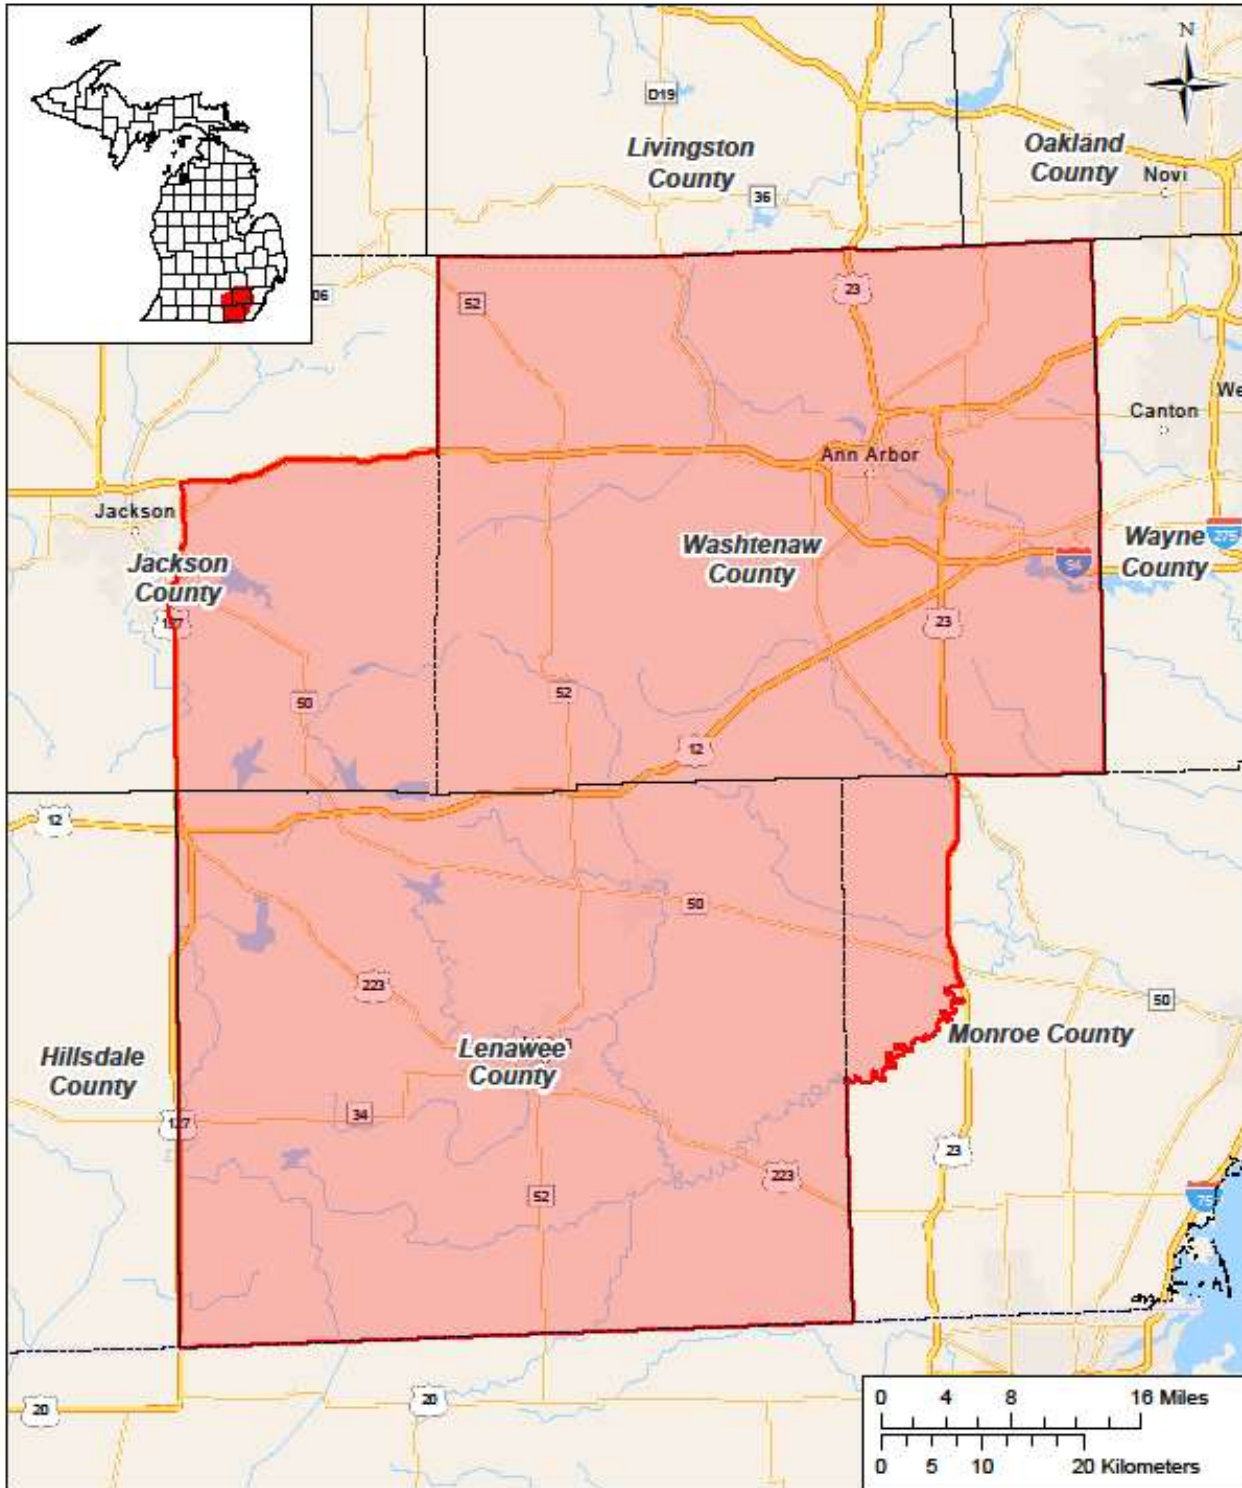 N
D19
Livingston
County
Oakland
County
Novi
36
06
52
23
Canton
We
Ann Arbor
Jackson
Jackson
County
Washtenaw
County
Wayne
County
275
94
127
23
50
52
12
12
50
223
50
Hillsdale
County
Lenawee
County
Monroe County
34
127
23
223
52
75
20
20
0 4 8 16 Miles
0 5 10 20 Kilometers